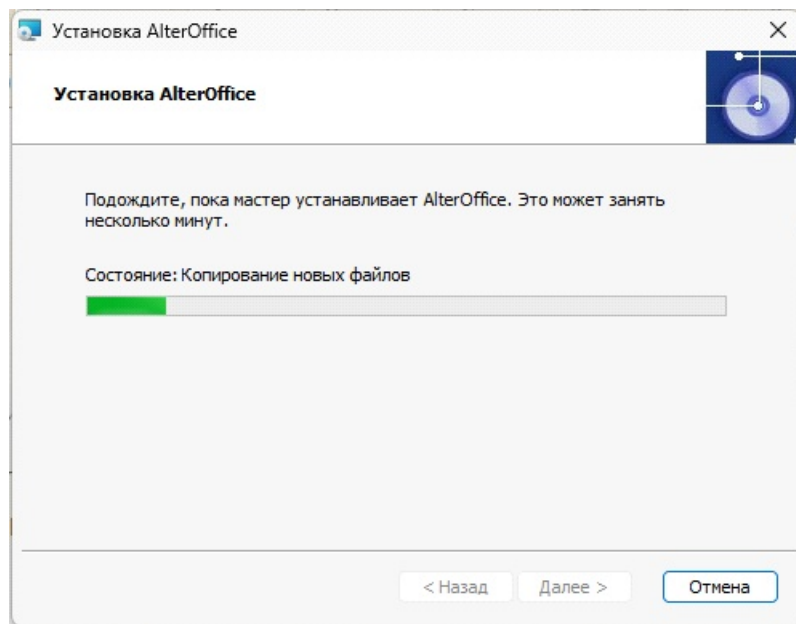 Установка AlterOffice
Установка AlterOffice
Подождите, пока мастер устанавливает AlterOffice. Это может занять
несколько минут.
Состояние: Копирование новых файлов
< Назад
Далее >
Отмена